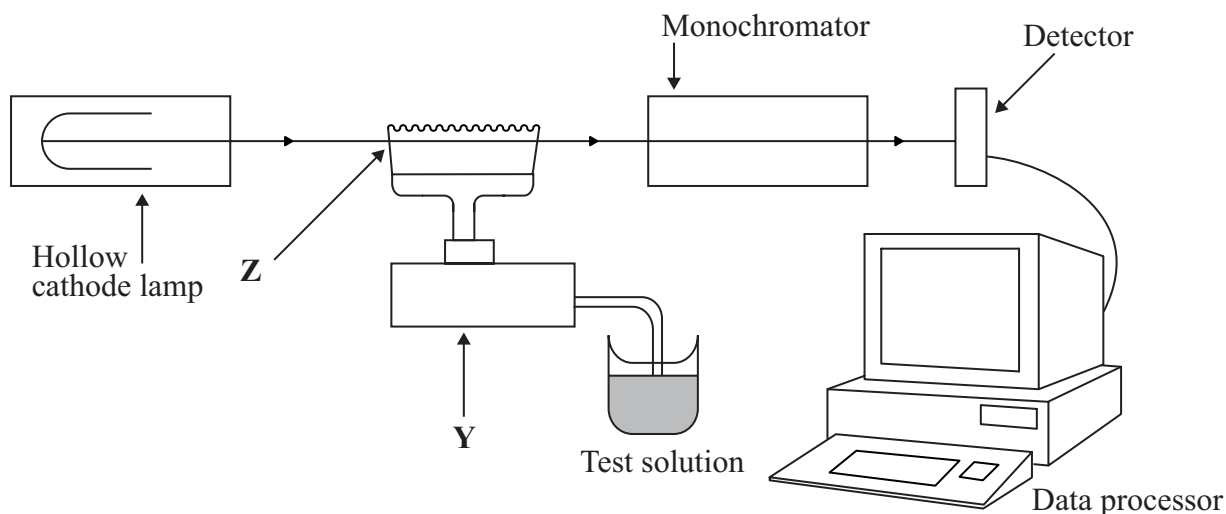 Monochromator
Detector
Hollow
cathode lamp
Z
Y
Test solution
Data processor